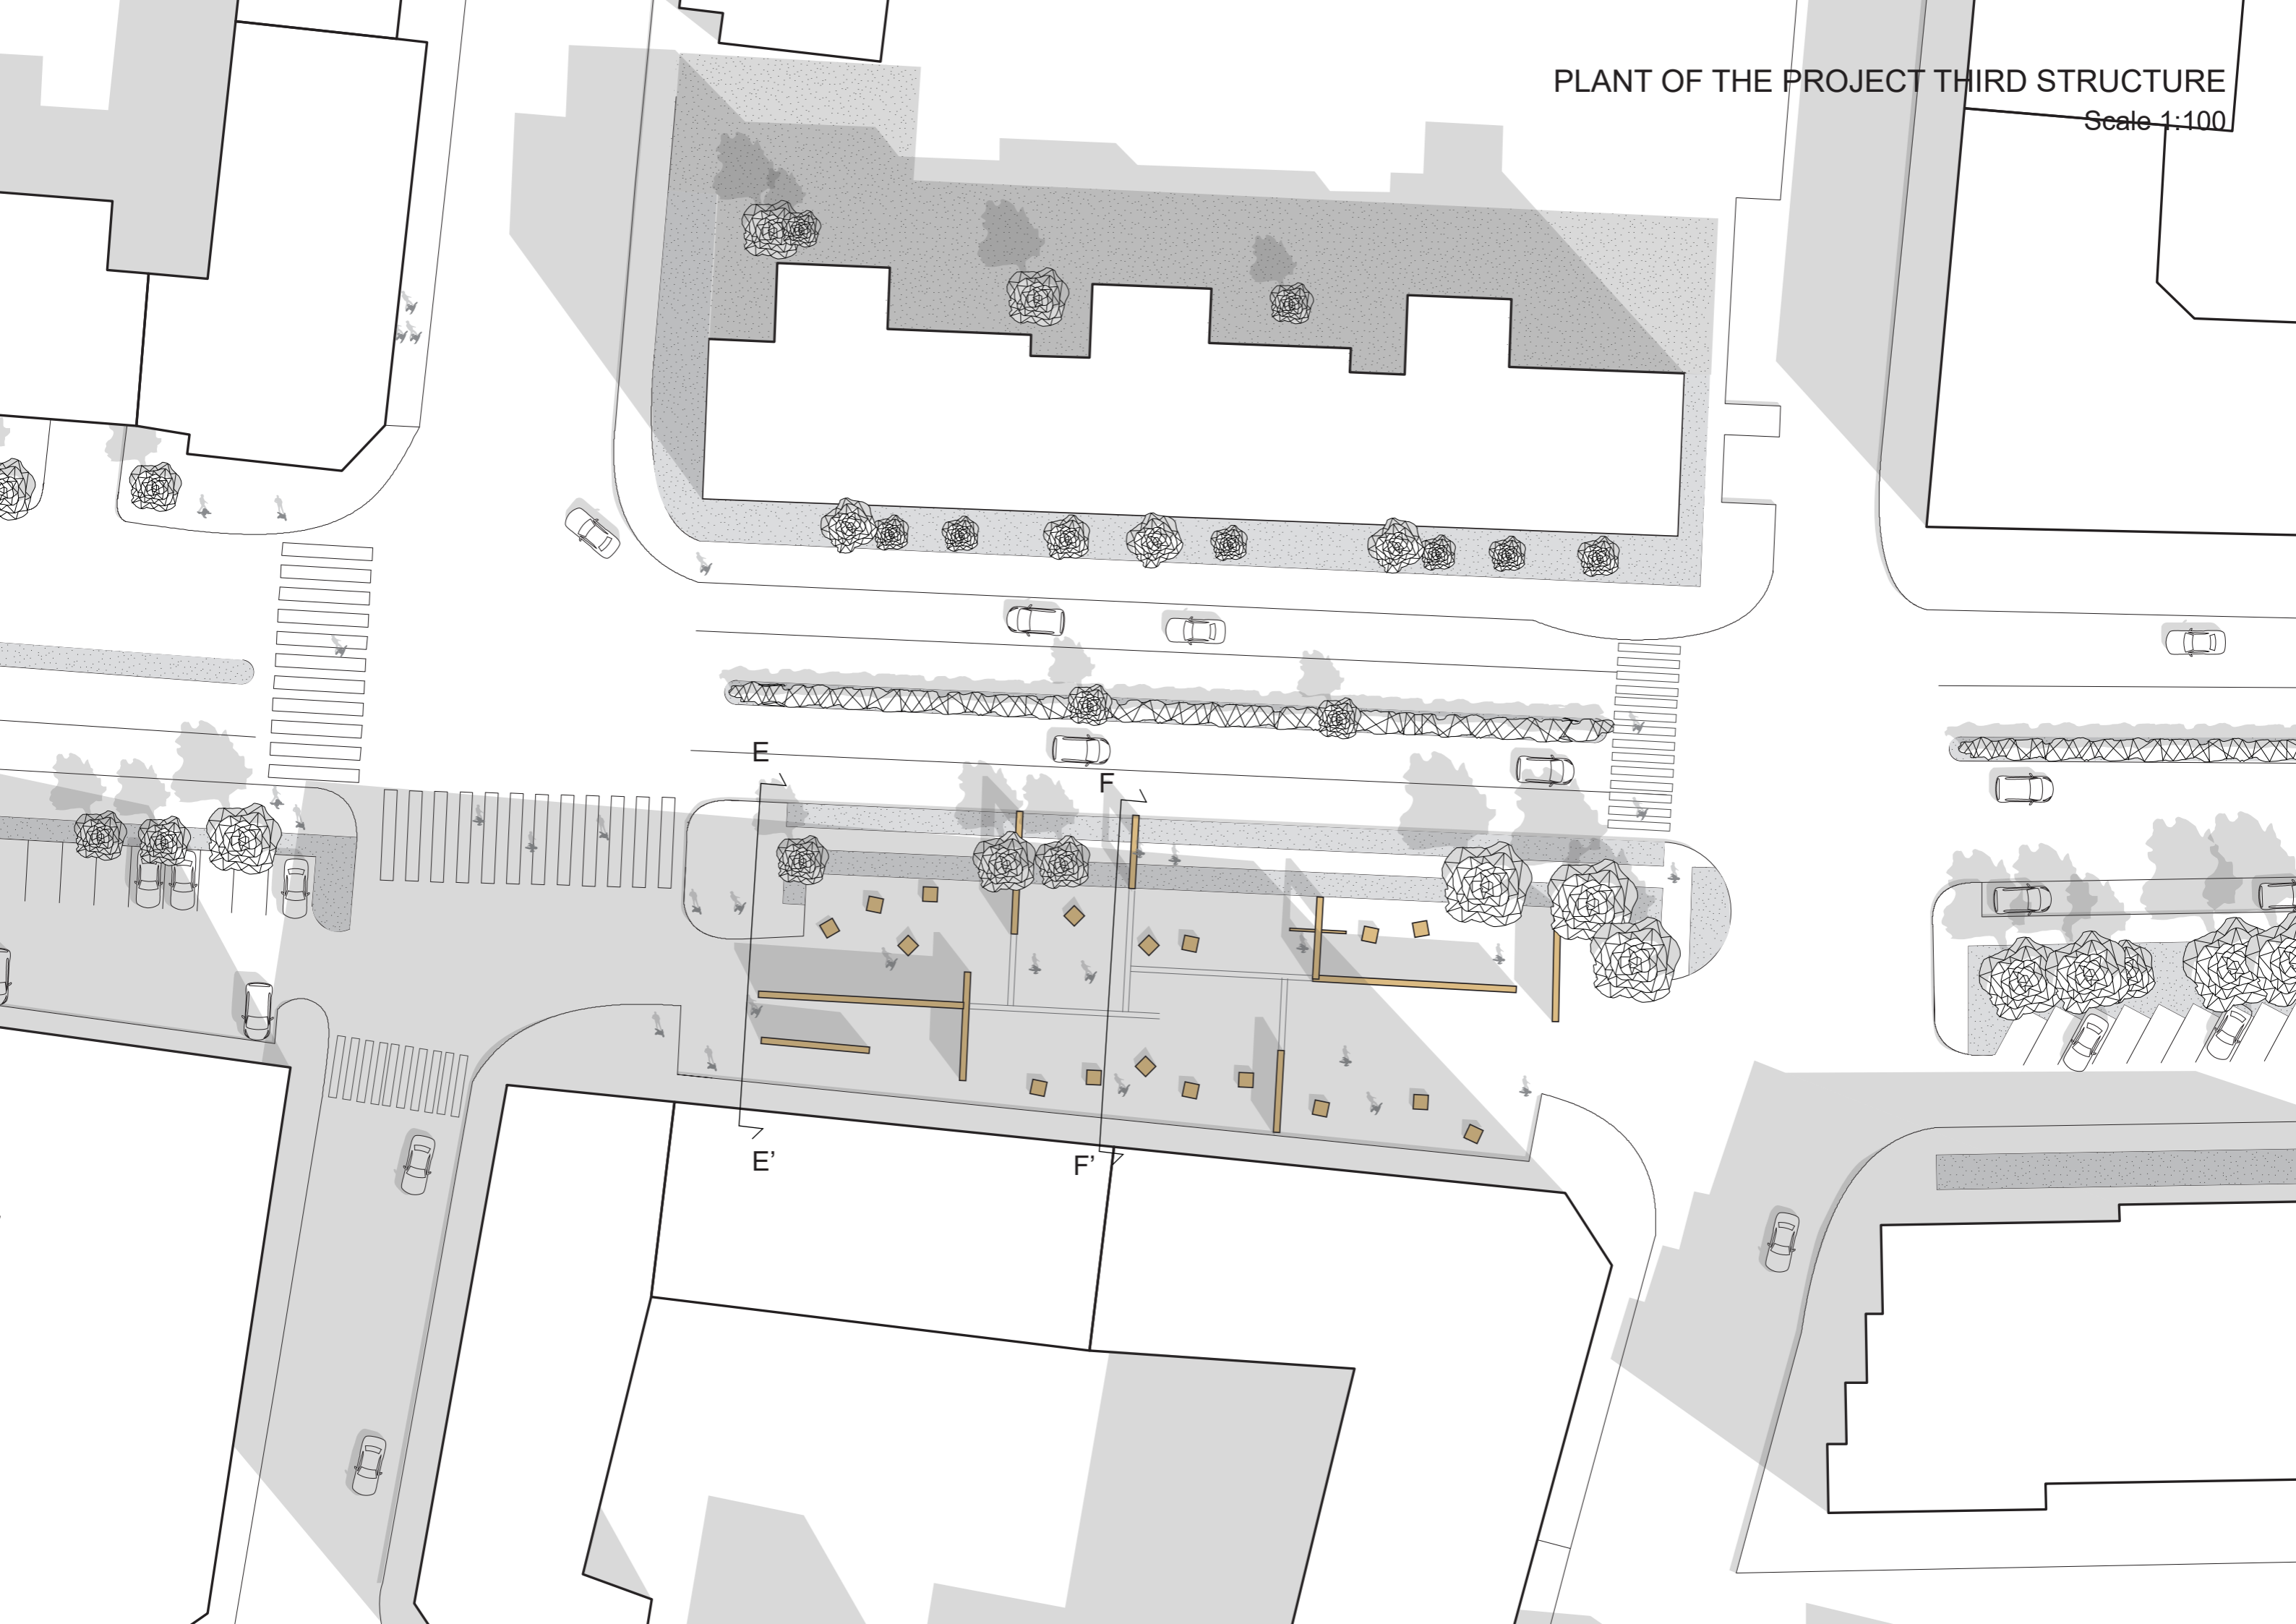 PLANT OF THE PROJECT THIRD STRUCTURE
Scale 1:100
E
F
E’
F’